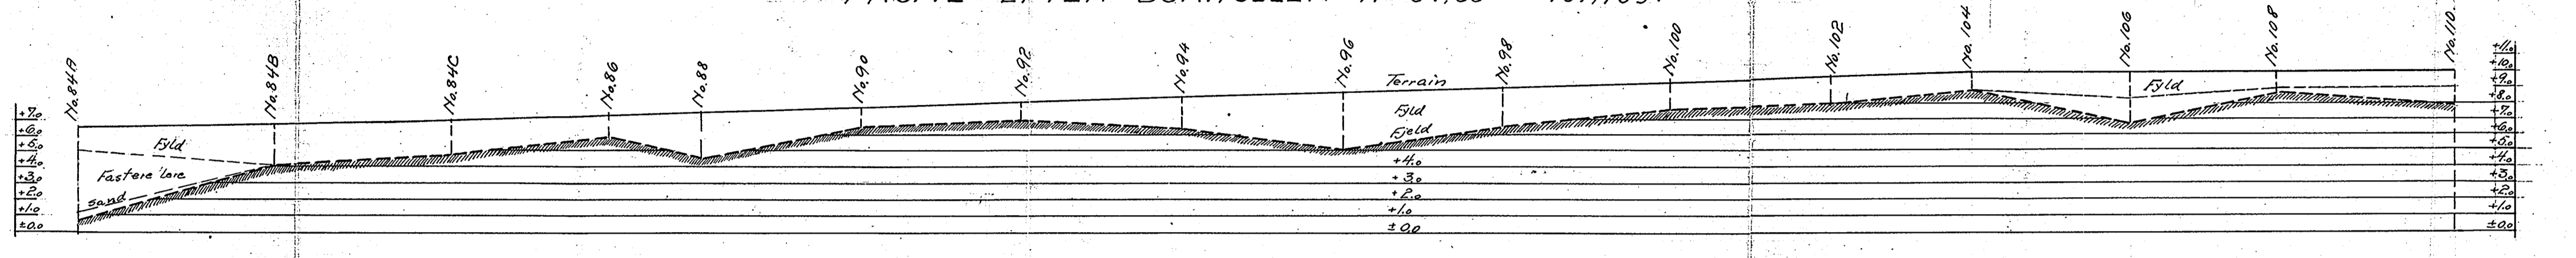 No.84A
No.84B
No.84C
No.86
No.88
No.90
No.92
No.94
No.96
No.98
No.100
No.102
No.104
No.106
No.108
No.110.
Terrain
Fyld
Fjeld
Fyld
Fyld
Fastere lere
sand
+7.0
+6.0
+5.0
+4.0
+3.0
+2.0
+1.0
±0.0
+4.0
+3.0
+2.0
+1.0
±0.0
+11.0
+10.0
+9.0
+8.0
+7.0
+6.0
+5.0
+4.0
+3.0
+2.0
+1.0
±0.0